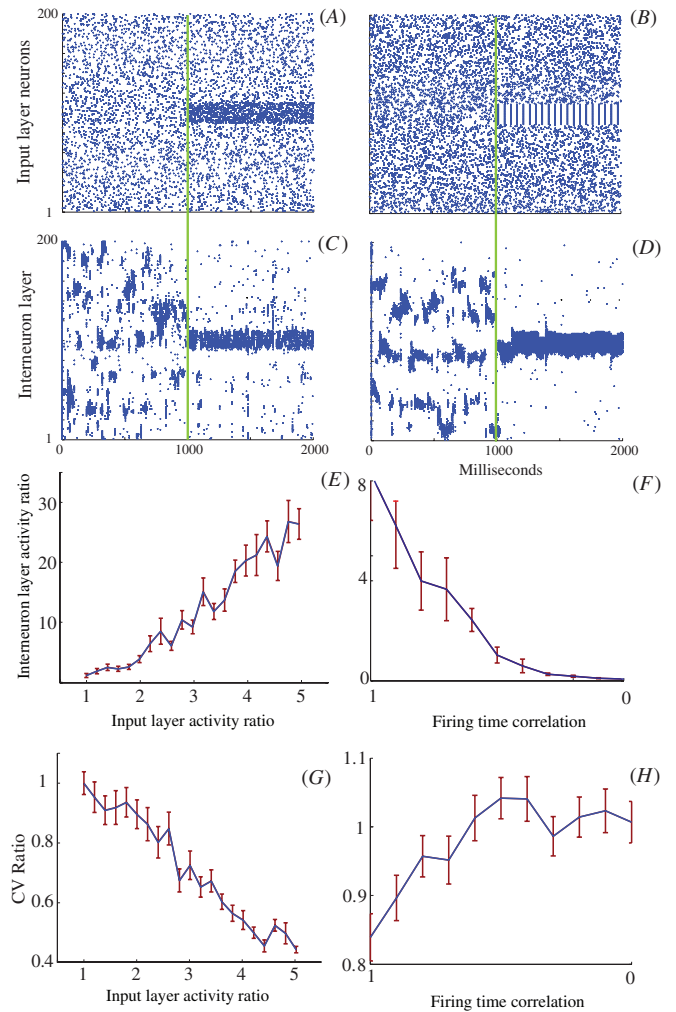 200
(A)
(B)
Input layer neurons
1
200
(C)
(D)
Interneuron layer
1
0
1000
2000
0
1000
2000
Milliseconds
(E)
(F)
Interneuron layer activity ratio
30
20
10
1
2
3
4
5
Input layer activity ratio
8
4
0
1
0
Firing time correlation
(G)
(H)
CV Ratio
1
0.8
0.6
0.4
1
2
3
4
5
Input layer activity ratio
1.1
1
0.9
0.8
1
0
Firing time correlation